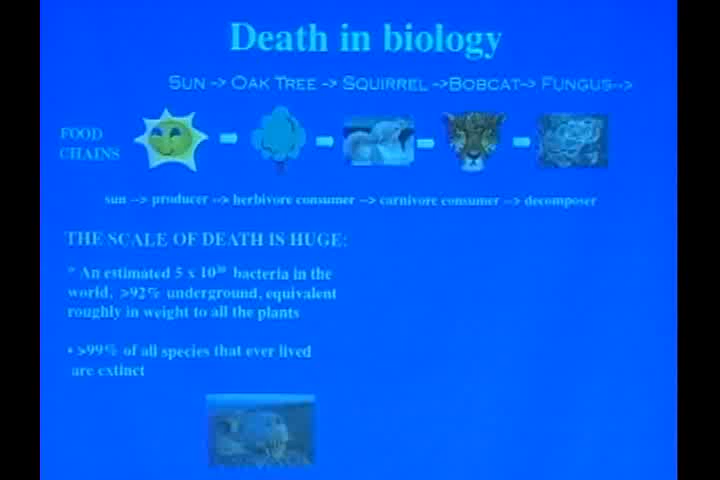 Death in biology
SUN -> OAK TREE -> SQUIRREL ->BOBCAT-> FUNGUS-->
FOOD
CHAINS
sun --> producer --> herbivore consumer --> carnivore consumer --> decomposer
THE SCALE OF DEATH IS HUGE:
* An estimated 5 x 10³⁰ bacteria in the
world, >92% underground, equivalent
roughly in weight to all the plants
• >99% of all species that ever lived
are extinct